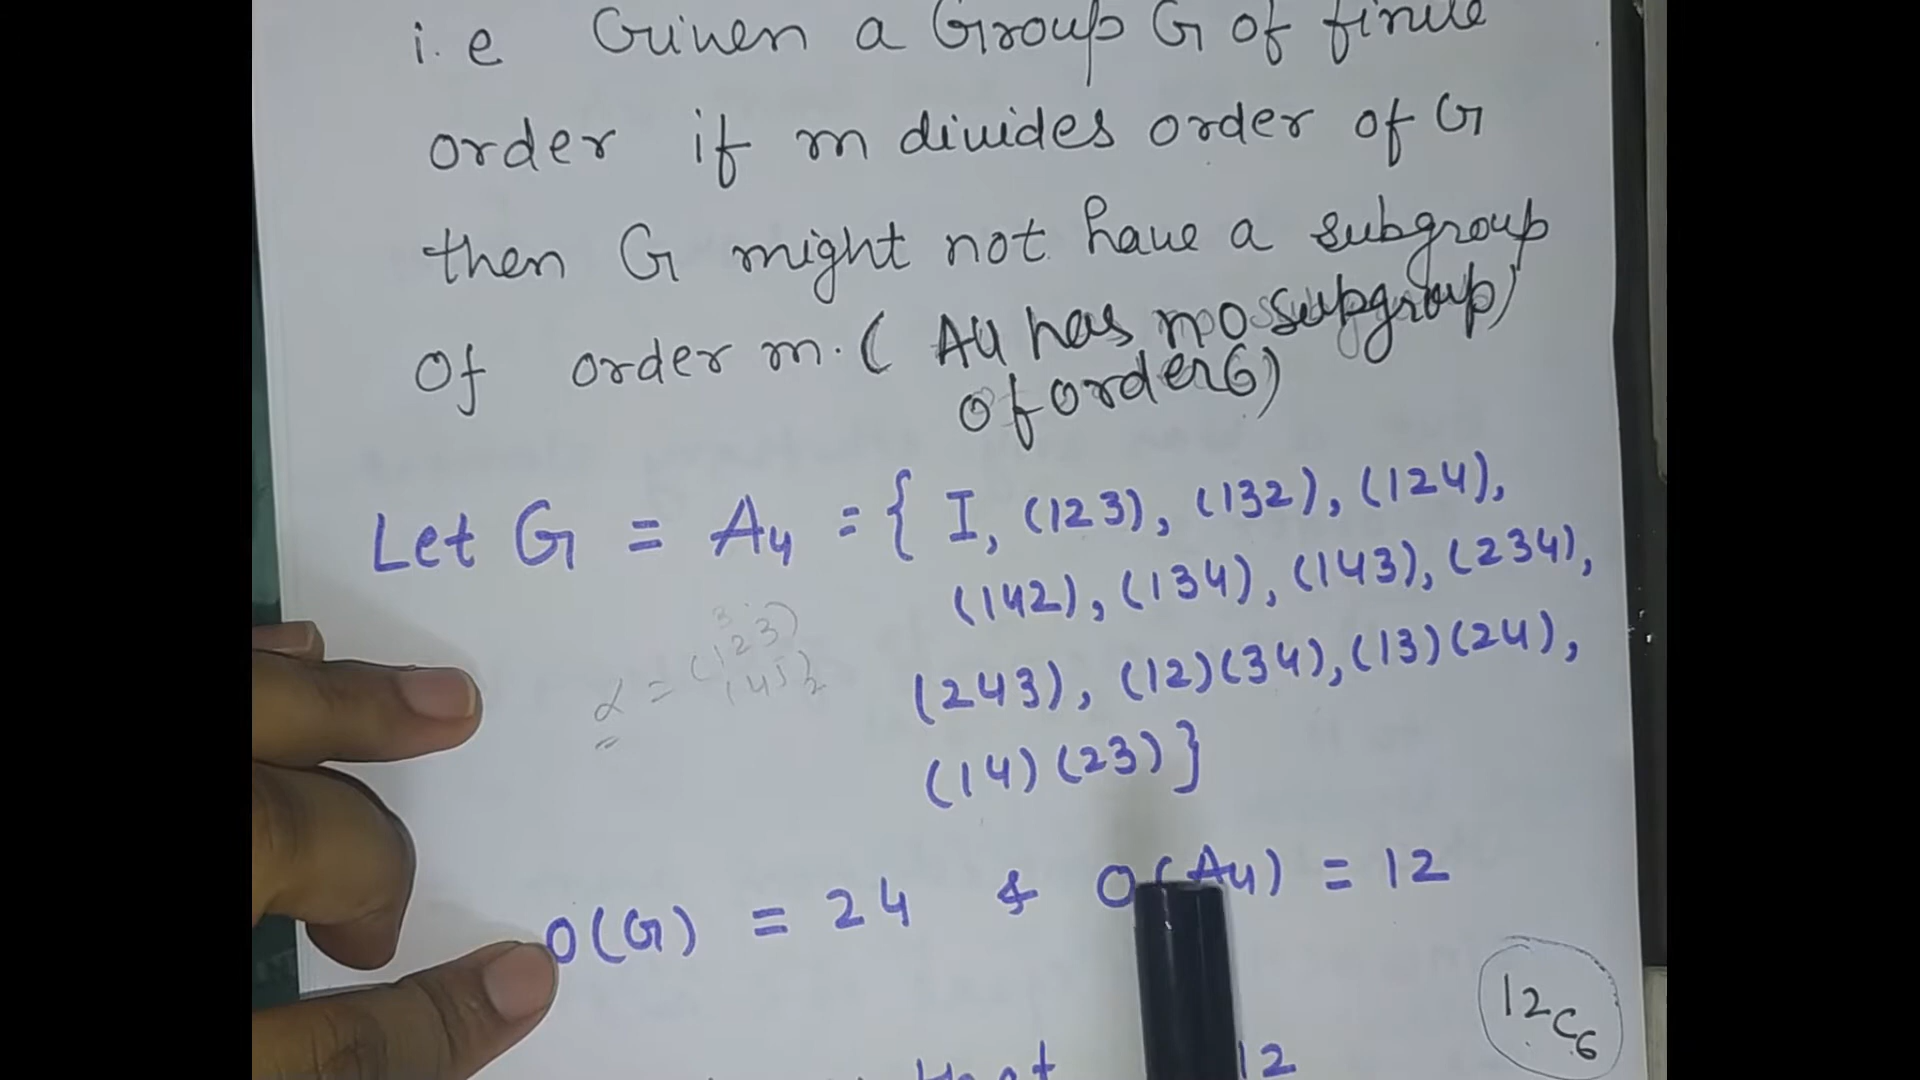 i.e Given a Group G of finite
order if m divides order of G
then G might not have a subgroup
of order m. ( A4 has no subgroup
of order 6)
Let G = A4 = { I, (123), (132), (124),
(142), (134), (143), (234),
(243), (12)(34), (13)(24),
(14)(23)}
α = (123)
O(G) = 24 & O(A4) = 12
12C6
12